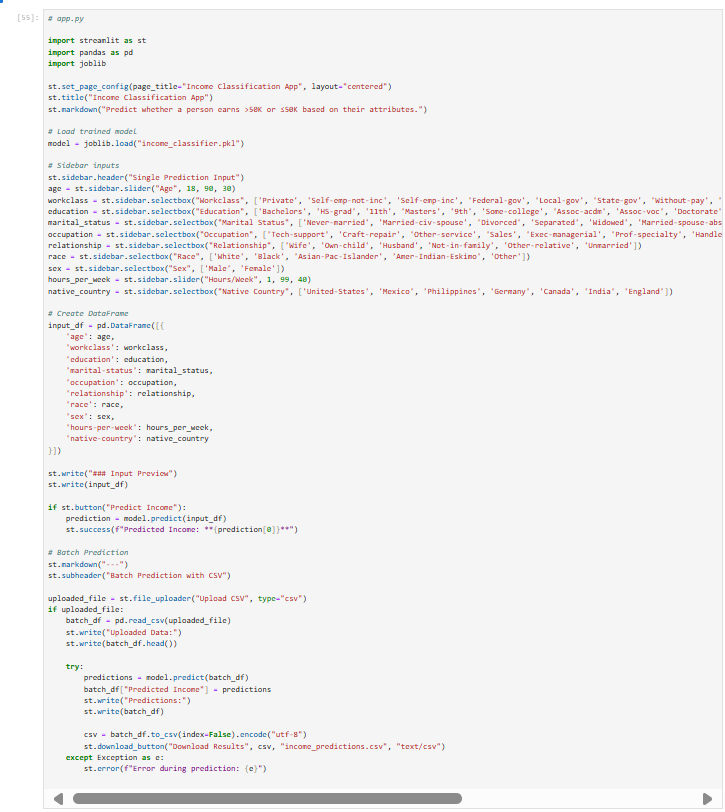 [55]:
# app.py
import streamlit as st
import pandas as pd
import joblib
st.set_page_config(page_title="Income Classification App", layout="centered")
st.title("Income Classification App")
st.markdown("Predict whether a person earns >50K or ≤50K based on their attributes.")
# Load trained model
model = joblib.load("income_classifier.pkl")
# Sidebar inputs
st.sidebar.header("Single Prediction Input")
age = st.sidebar.slider("Age", 18, 90, 30)
workclass = st.sidebar.selectbox("Workclass", ['Private', 'Self-emp-not-inc', 'Self-emp-inc', 'Federal-gov', 'Local-gov', 'State-gov', 'Without-pay', '
education = st.sidebar.selectbox("Education", ['Bachelors', 'HS-grad', '11th', 'Masters', '9th', 'Some-college', 'Assoc-acdm', 'Assoc-voc', 'Doctorate'
marital_status = st.sidebar.selectbox("Marital Status", ['Never-married', 'Married-civ-spouse', 'Divorced', 'Separated', 'Widowed', 'Married-spouse-abs
occupation = st.sidebar.selectbox("Occupation", ['Tech-support', 'Craft-repair', 'Other-service', 'Sales', 'Exec-managerial', 'Prof-specialty', 'Handle
relationship = st.sidebar.selectbox("Relationship", ['Wife', 'Own-child', 'Husband', 'Not-in-family', 'Other-relative', 'Unmarried'])
race = st.sidebar.selectbox("Race", ['White', 'Black', 'Asian-Pac-Islander', 'Amer-Indian-Eskimo', 'Other'])
sex = st.sidebar.selectbox("Sex", ['Male', 'Female'])
hours_per_week = st.sidebar.slider("Hours/Week", 1, 99, 40)
native_country = st.sidebar.selectbox("Native Country", ['United-States', 'Mexico', 'Philippines', 'Germany', 'Canada', 'India', 'England'])
# Create DataFrame
input_df = pd.DataFrame([{
    'age': age,
    'workclass': workclass,
    'education': education,
    'marital-status': marital_status,
    'occupation': occupation,
    'relationship': relationship,
    'race': race,
    'sex': sex,
    'hours-per-week': hours_per_week,
    'native-country': native_country
}])
st.write("### Input Preview")
st.write(input_df)
if st.button("Predict Income"):
    prediction = model.predict(input_df)
    st.success(f"Predicted Income: **{prediction[0]}**")
# Batch Prediction
st.markdown("---")
st.subheader("Batch Prediction with CSV")
uploaded_file = st.file_uploader("Upload CSV", type="csv")
if uploaded_file:
    batch_df = pd.read_csv(uploaded_file)
    st.write("Uploaded Data:")
    st.write(batch_df.head())
    try:
        predictions = model.predict(batch_df)
        batch_df["Predicted Income"] = predictions
        st.write("Predictions:")
        st.write(batch_df)
        csv = batch_df.to_csv(index=False).encode("utf-8")
        st.download_button("Download Results", csv, "income_predictions.csv", "text/csv")
    except Exception as e:
        st.error(f"Error during prediction: {e}")